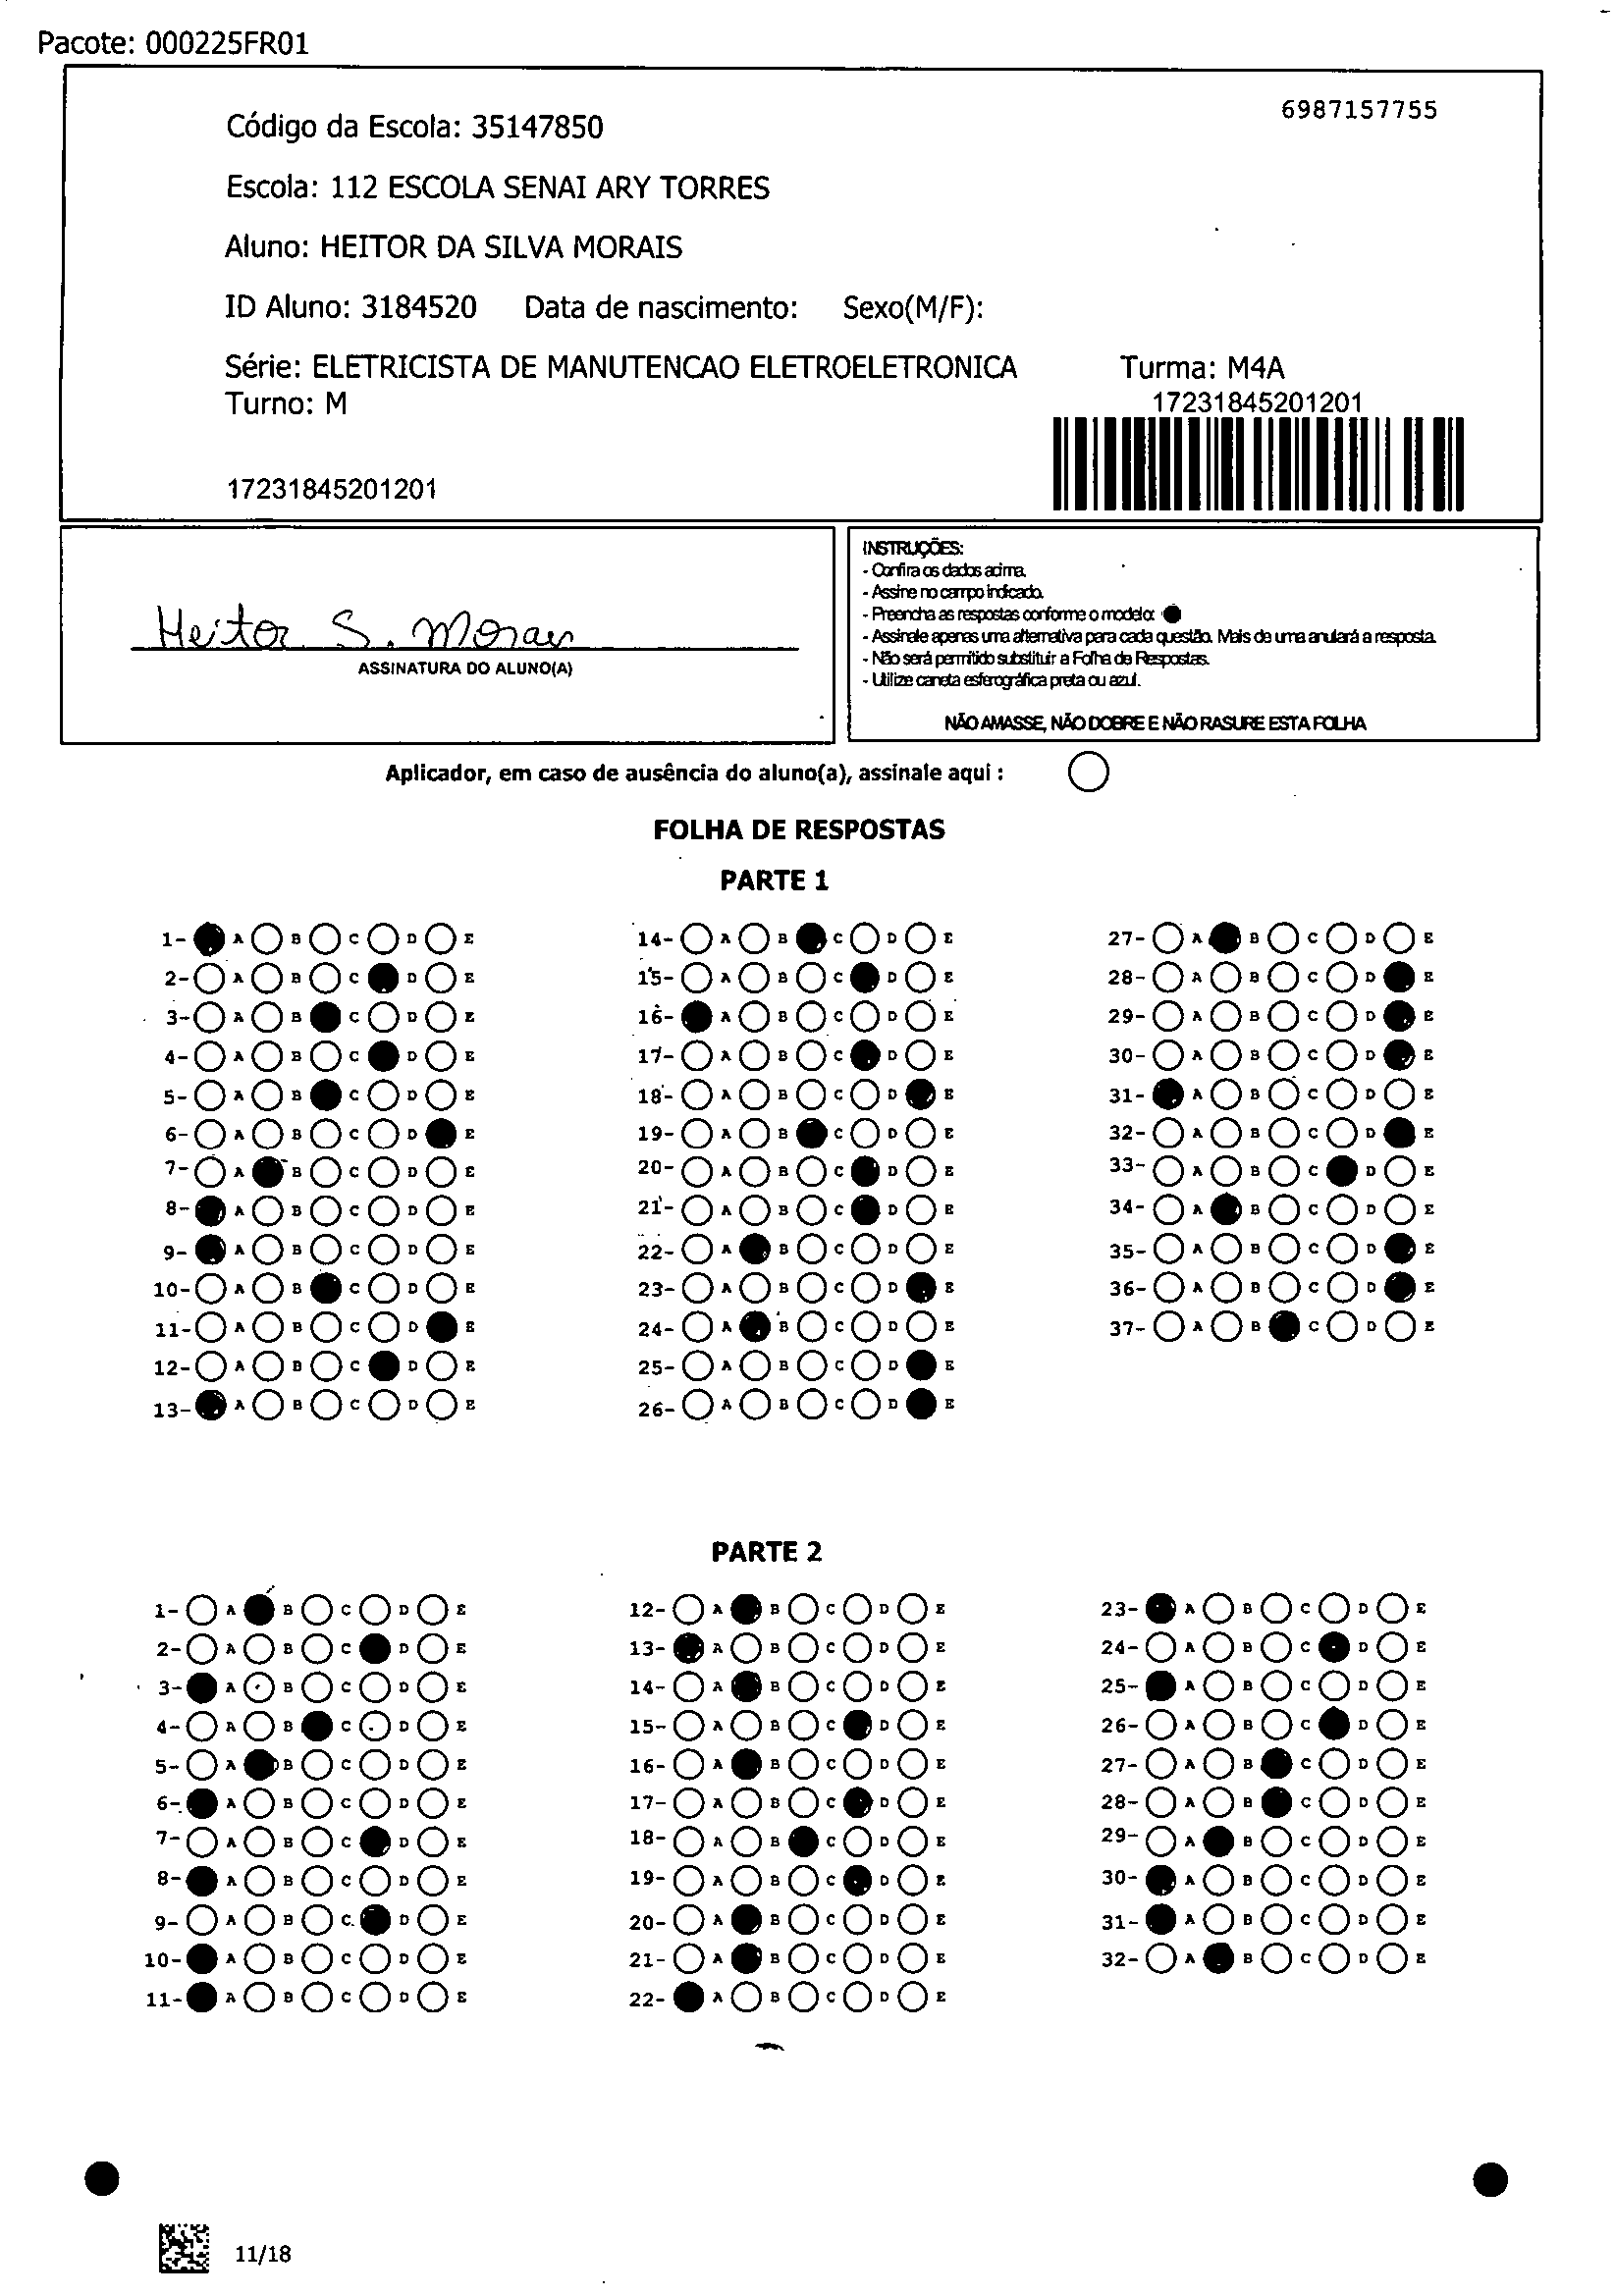 Pacote: 000225FR01
6987157755
Código da Escola: 35147850
Escola: 112 ESCOLA SENAI ARY TORRES
Aluno: HEITOR DA SILVA MORAIS
ID Aluno: 3184520 Data de nascimento: Sexo(M/F):
Série: ELETRICISTA DE MANUTENCAO ELETROELETRONICA Turma: M4A
Turno: M
17231845201201
17231845201201
Heitor S. Morais
ASSINATURA DO ALUNO(A)
INSTRUÇÕES:
- Confira os dados acima.
- Assine no campo indicado.
- Preencha as respostas conforme o modelo:
- Assinale apenas uma alternativa para cada questão. Mais de uma anulará a resposta.
- Não será permitido substituir a Folha de Respostas.
- Utilize caneta esferográfica preta ou azul.
NÃO AMASSE, NÃO DOBRE E NÃO RASURE ESTA FOLHA
Aplicador, em caso de ausência do aluno(a), assinale aqui :
FOLHA DE RESPOSTAS
PARTE 1
1- A B C D E 14- A B C D E 27- A B C D E
2- A B C D E 15- A B C D E 28- A B C D E
3- A B C D E 16- A B C D E 29- A B C D E
4- A B C D E 17- A B C D E 30- A B C D E
5- A B C D E 18- A B C D E 31- A B C D E
6- A B C D E 19- A B C D E 32- A B C D E
7- A B C D E 20- A B C D E 33- A B C D E
8- A B C D E 21- A B C D E 34- A B C D E
9- A B C D E 22- A B C D E 35- A B C D E
10- A B C D E 23- A B C D E 36- A B C D E
11- A B C D E 24- A B C D E 37- A B C D E
12- A B C D E 25- A B C D E
13- A B C D E 26- A B C D E
PARTE 2
1- A B C D E 12- A B C D E 23- A B C D E
2- A B C D E 13- A B C D E 24- A B C D E
3- A B C D E 14- A B C D E 25- A B C D E
4- A B C D E 15- A B C D E 26- A B C D E
5- A B C D E 16- A B C D E 27- A B C D E
6- A B C D E 17- A B C D E 28- A B C D E
7- A B C D E 18- A B C D E 29- A B C D E
8- A B C D E 19- A B C D E 30- A B C D E
9- A B C D E 20- A B C D E 31- A B C D E
10- A B C D E 21- A B C D E 32- A B C D E
11- A B C D E 22- A B C D E
11/18